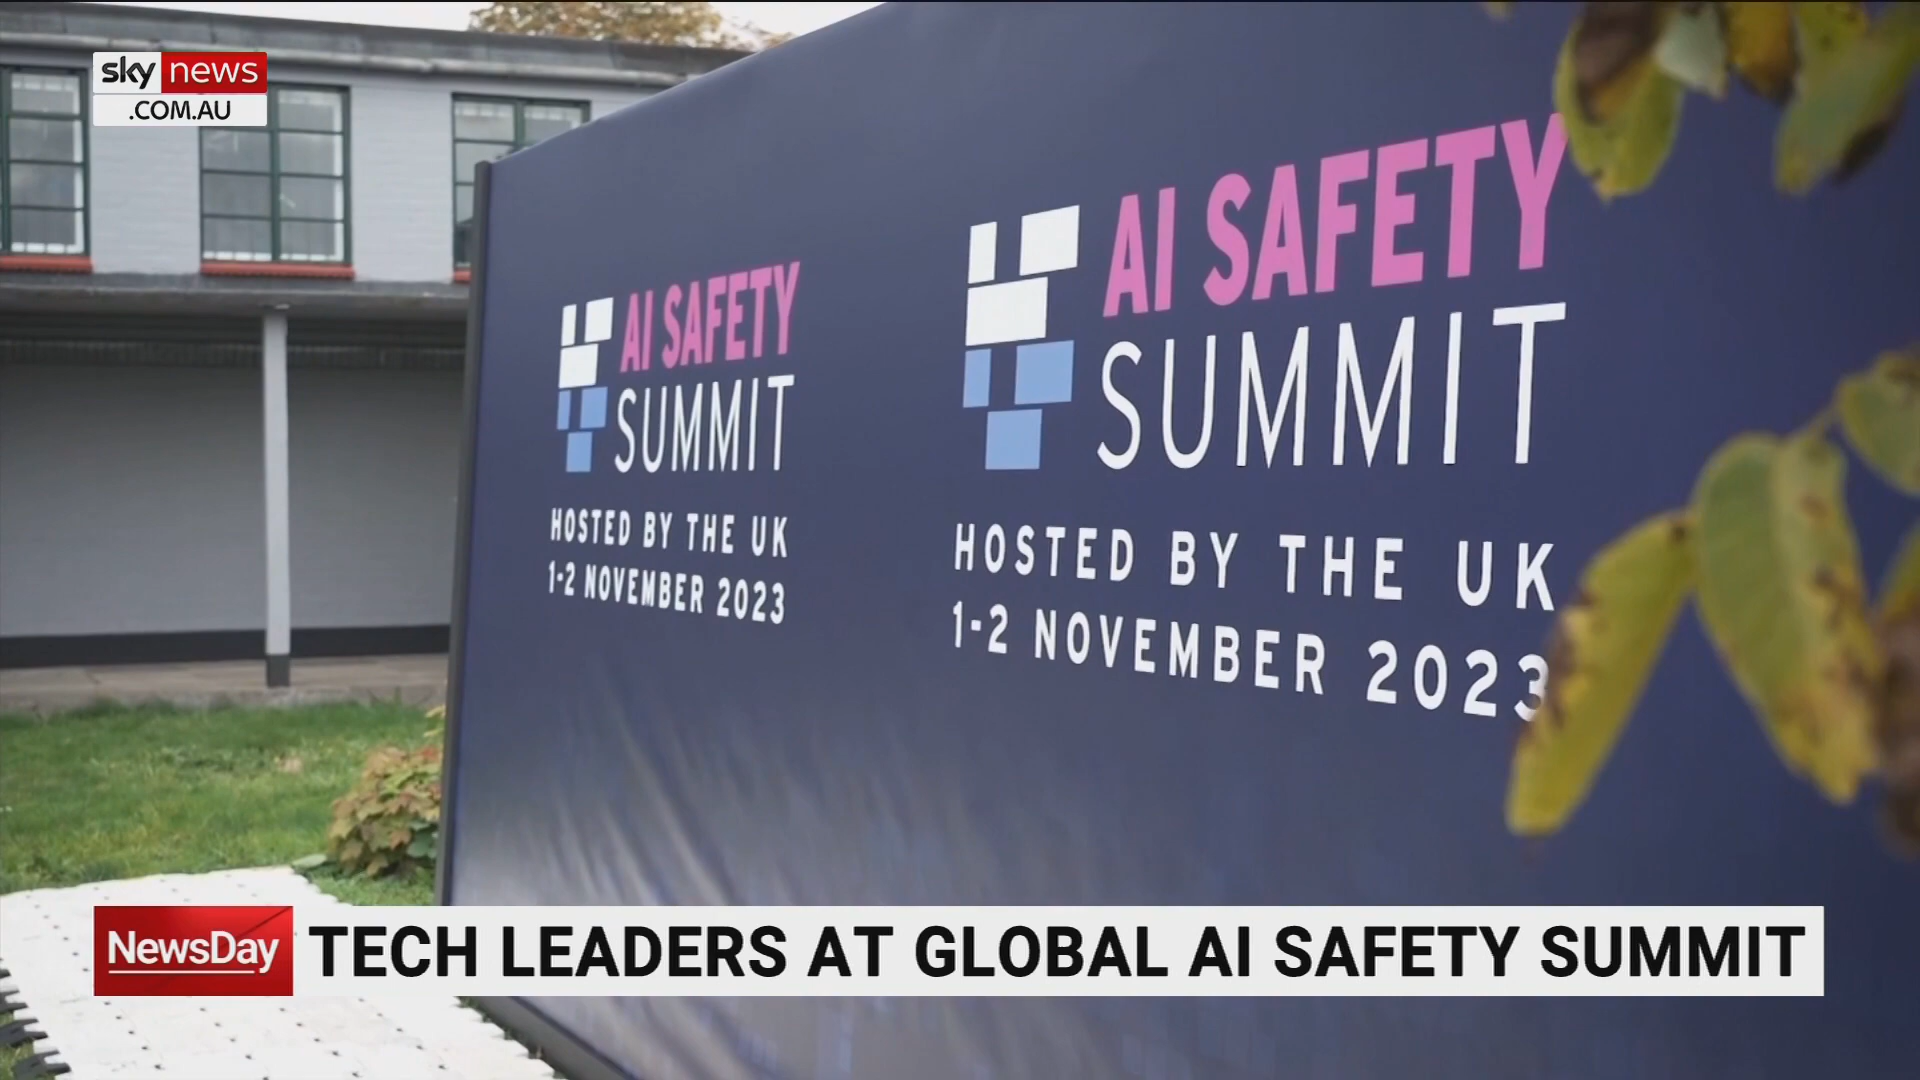 sky news
.COM.AU
AI SAFETY
SUMMIT
HOSTED BY THE UK
1-2 NOVEMBER 2023
AI SAFETY
SUMMIT
HOSTED BY THE UK
1-2 NOVEMBER 2023
NewsDay
TECH LEADERS AT GLOBAL AI SAFETY SUMMIT